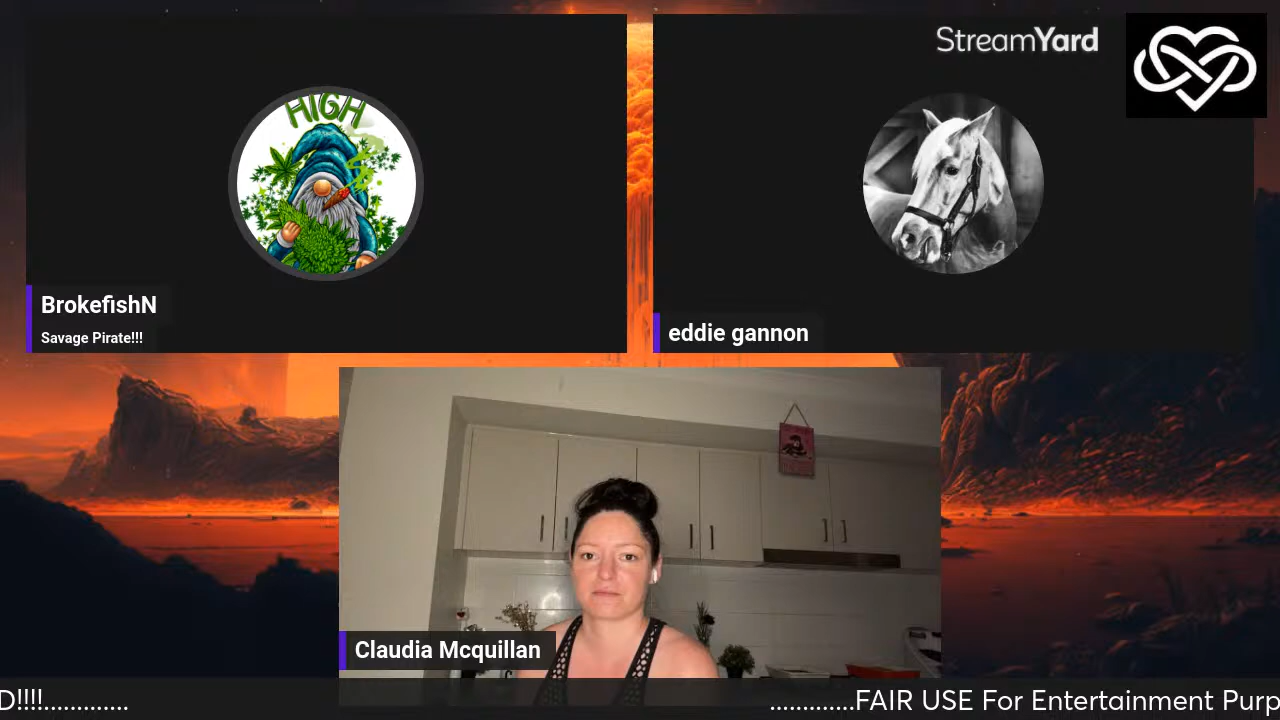 HIGH
StreamYard
BrokefishN
Savage Pirate!!!
eddie gannon
Claudia Mcquillan
D!!!!............. .............FAIR USE For Entertainment Purp